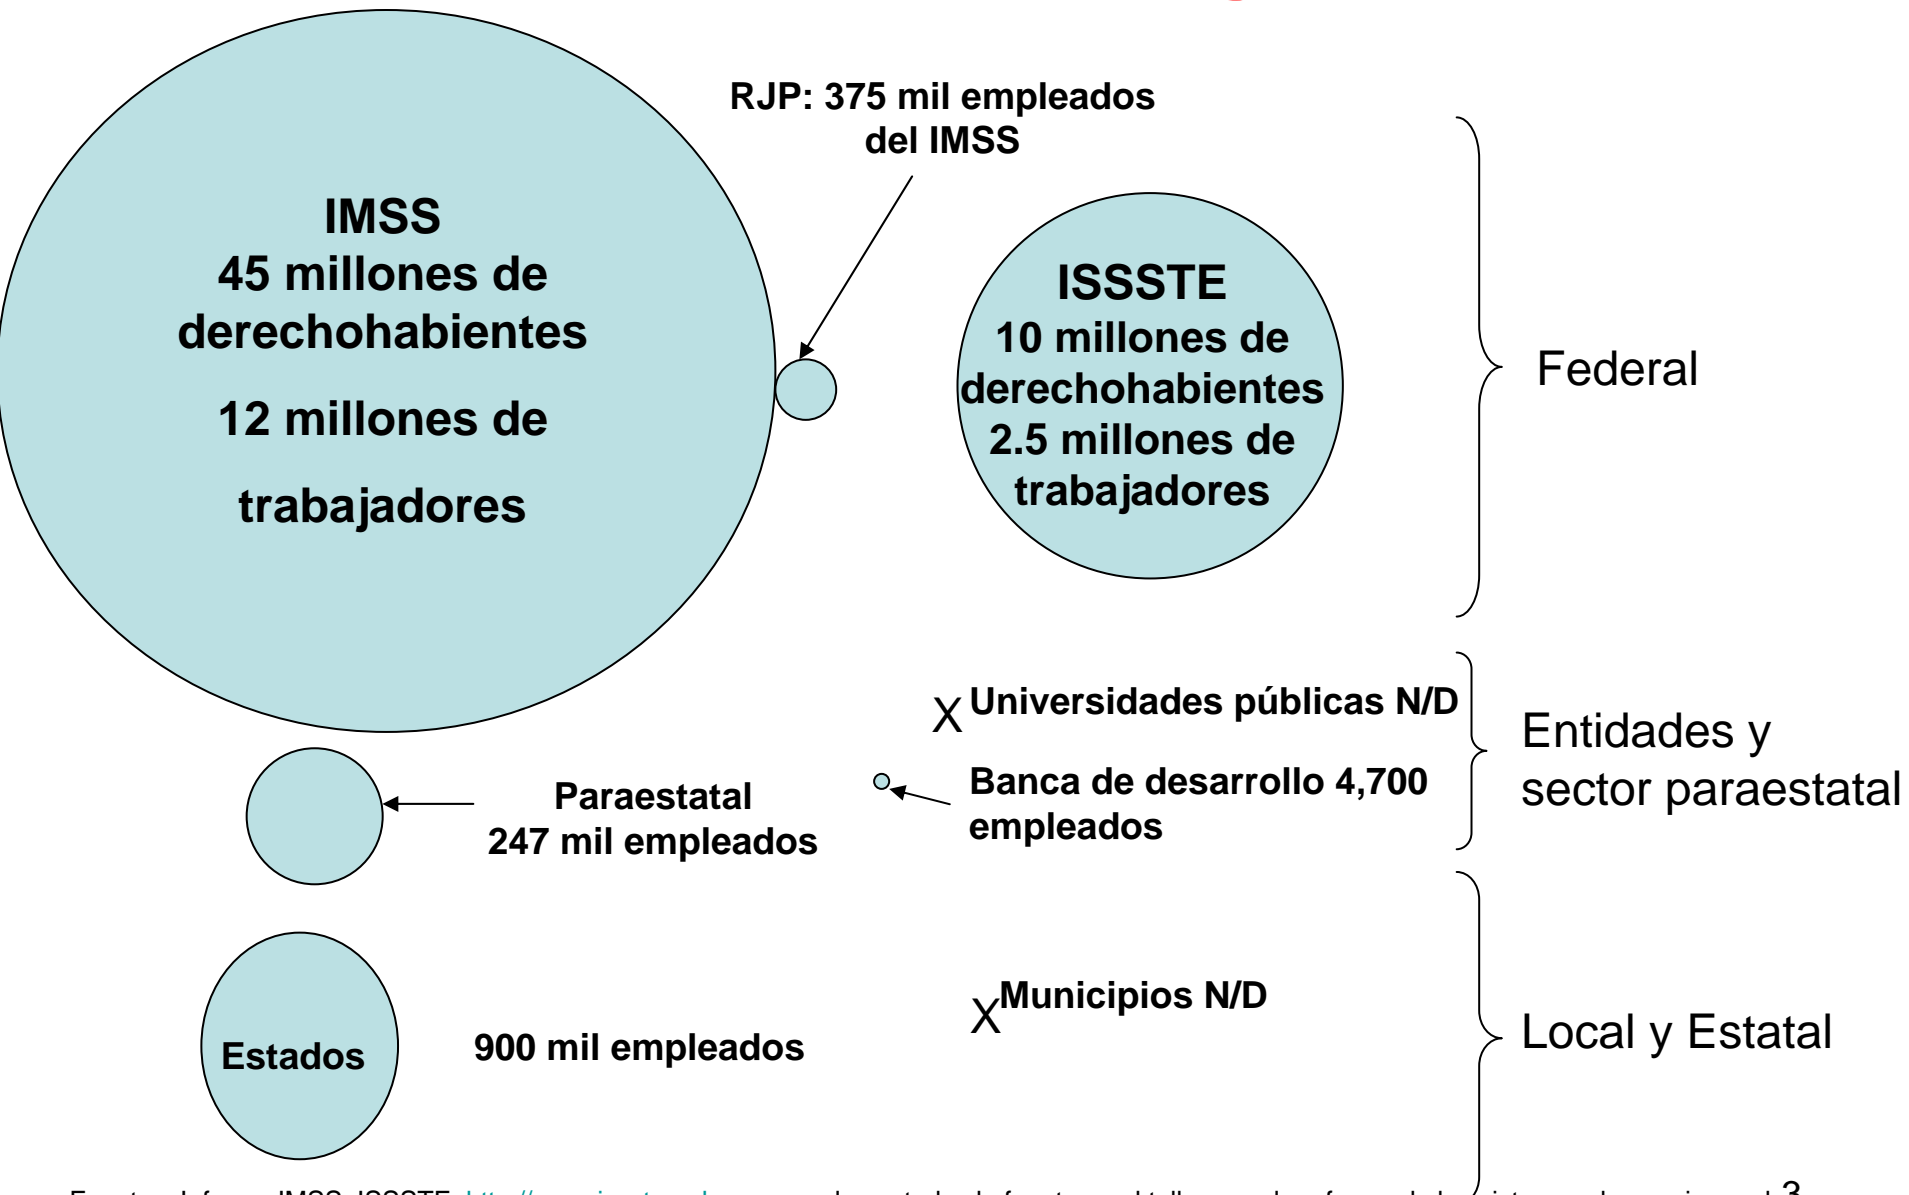 RJP: 375 mil empleados
del IMSS
IMSS
45 millones de
derechohabientes
12 millones de
trabajadores
ISSSTE
10 millones de
derechohabientes
2.5 millones de
trabajadores
Federal
X Universidades públicas N/D
Banca de desarrollo 4,700
empleados
Paraestatal
247 mil empleados
Entidades y
sector paraestatal
Estados
900 mil empleados
X Municipios N/D
Local y Estatal
3